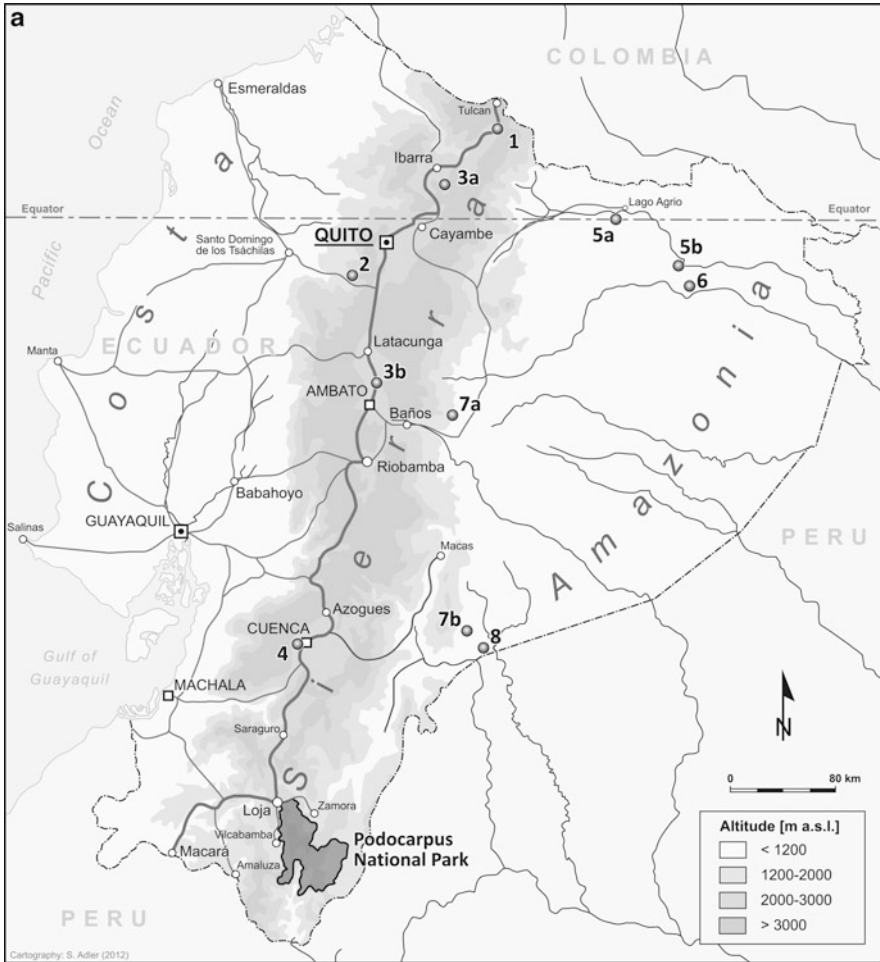 a
COLOMBIA
Esmeraldas
Tulcan
Ocean
1
Ibarra
3a
Equator
Lago Agrio
Equator
QUITO
Cayambe
5a
Santo Domingo
de los Tsáchilas
2
5b
6
Pacific
Latacunga
Manta
ECUADOR
3b
AMBATO
7a
Baños
Costa
Sierra
Amazonia
Riobamba
Babahoyo
GUAYAQUIL
Salinas
PERU
Macas
Azogues
7b
CUENCA
8
4
Gulf of
Guayaquil
MACHALA
N
Saraguro
0
80 km
Loja
Zamora
Vilcabamba
Podocarpus
National Park
Macará
Amaluza
PERU
Altitude [m a.s.l.]
< 1200
1200-2000
2000-3000
> 3000
Cartography: S. Adler (2012)